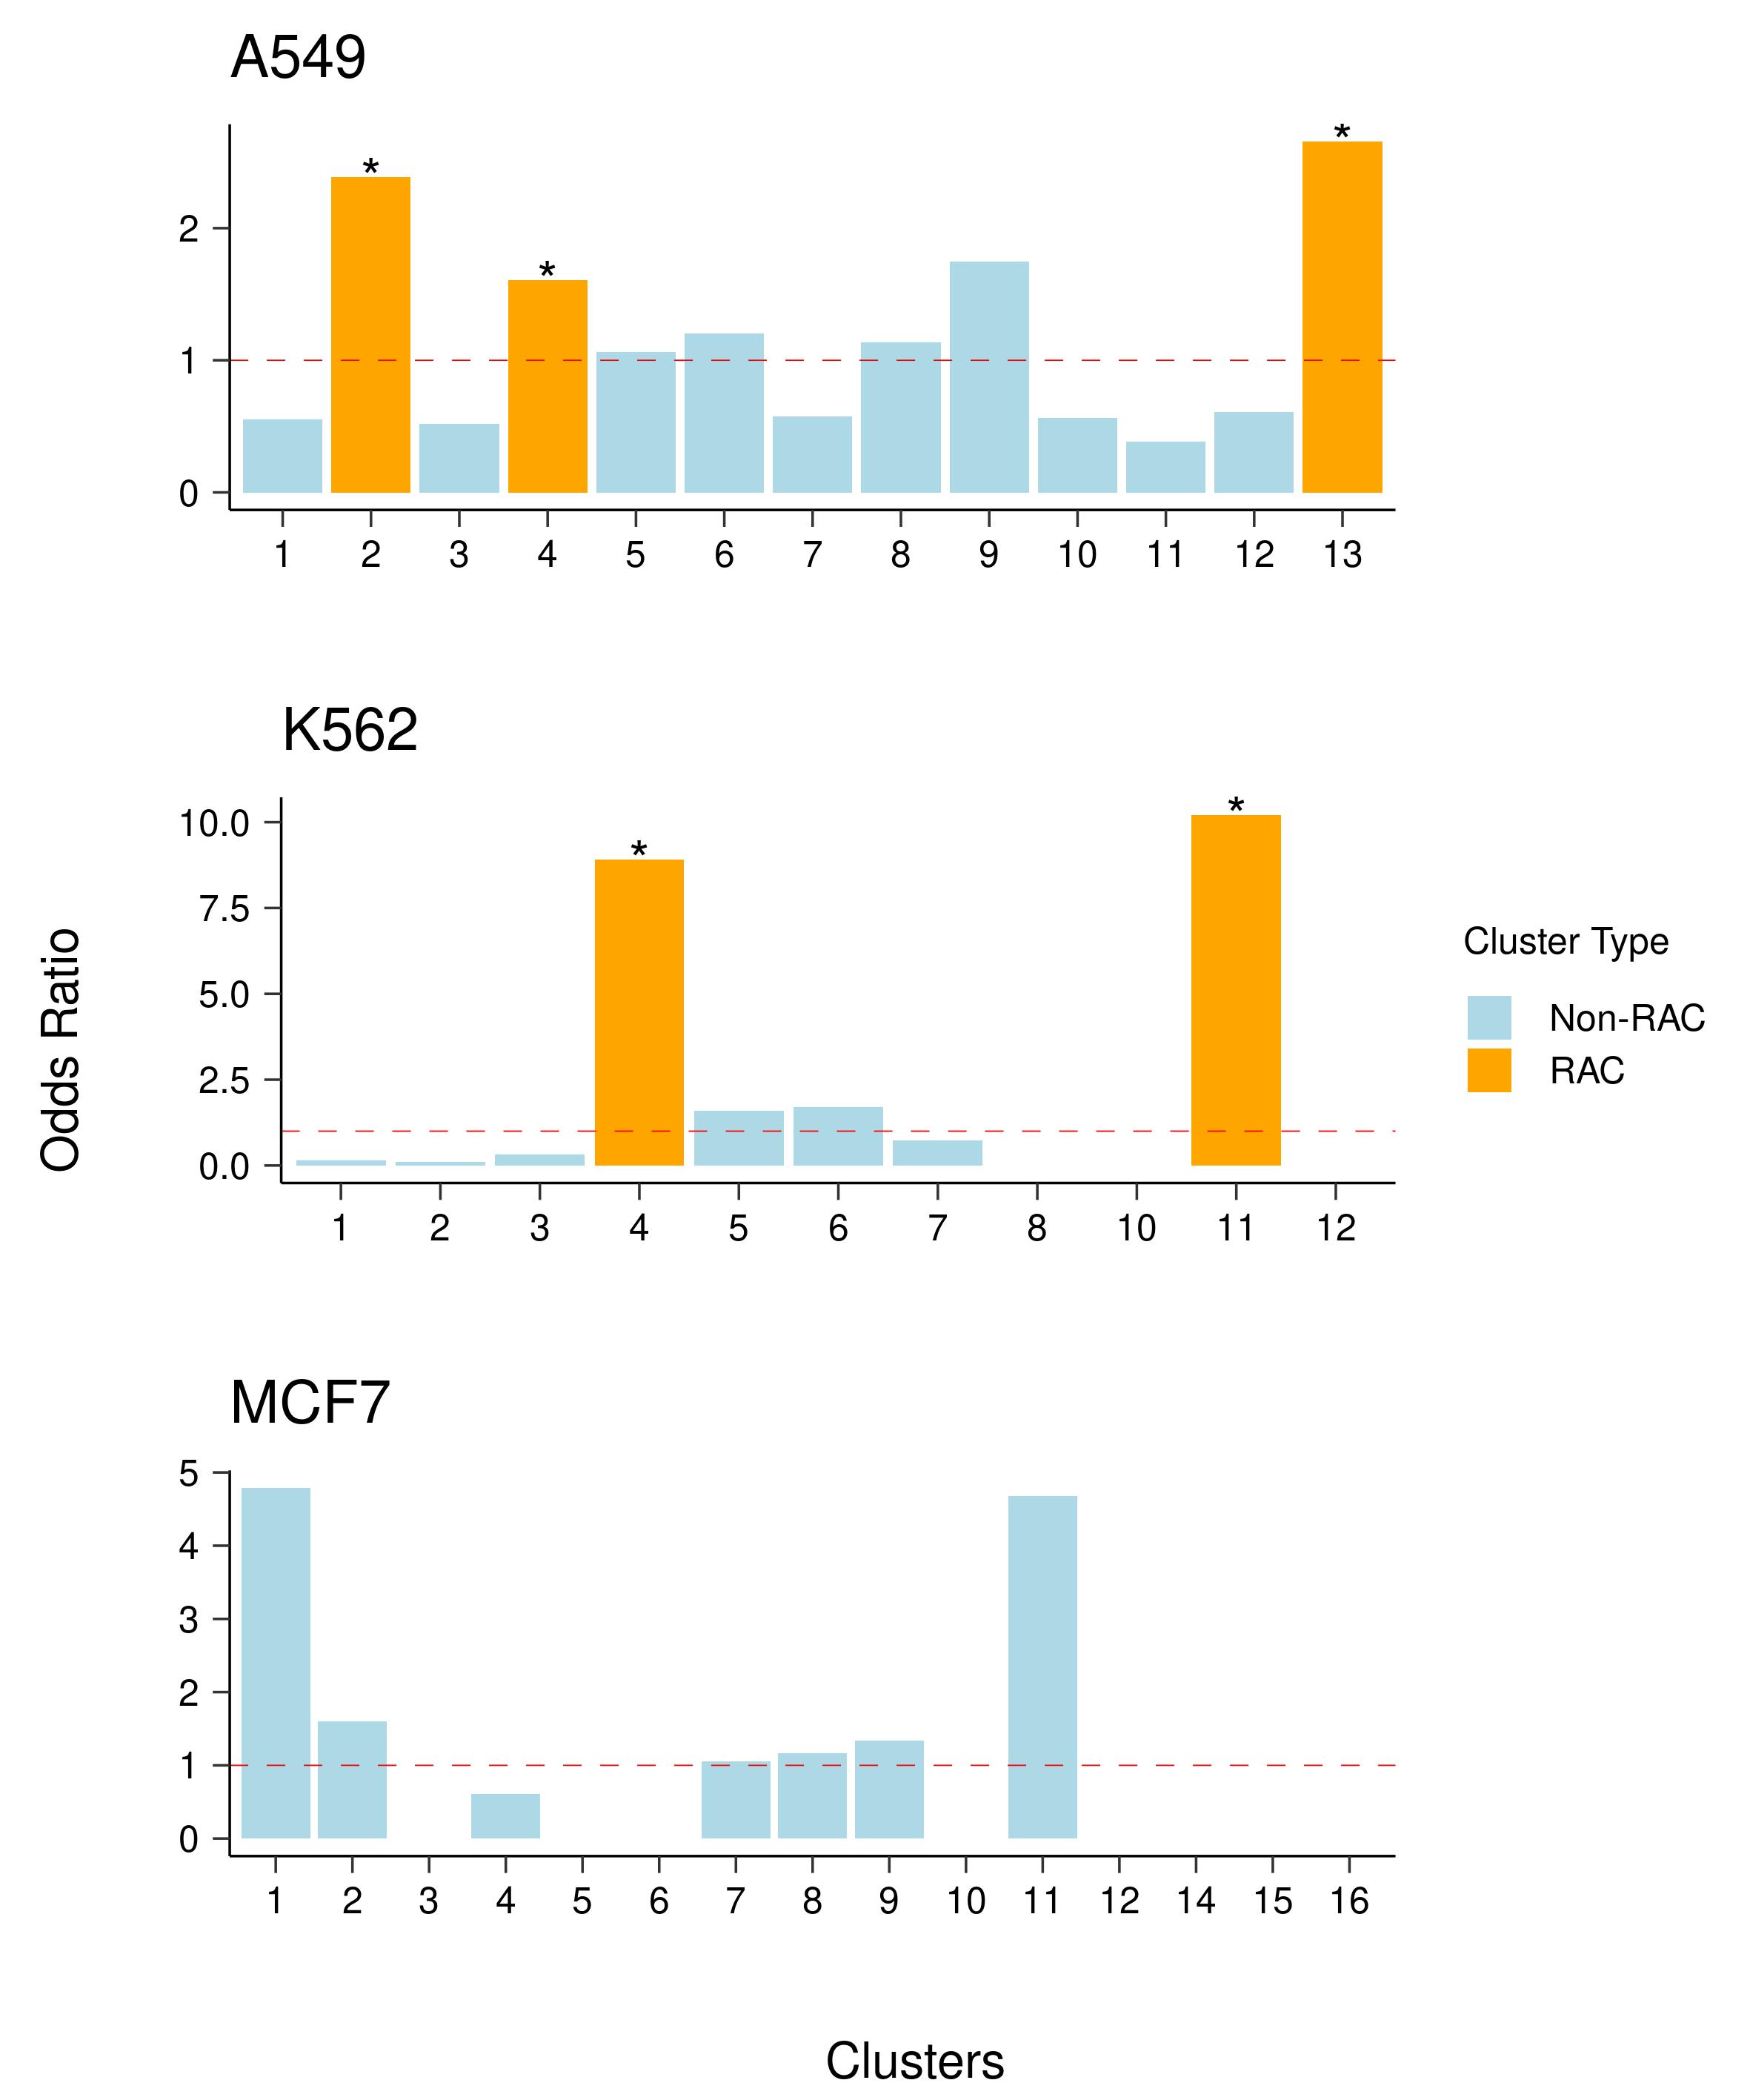 A549
*
*
*
2
1
0
1 2 3 4 5 6 7 8 9 10 11 12 13
K562
*
*
10.0
7.5
5.0
2.5
0.0
1 2 3 4 5 6 7 8 10 11 12
Odds Ratio
Cluster Type
Non-RAC
RAC
MCF7
5
4
3
2
1
0
1 2 3 4 5 6 7 8 9 10 11 12 14 15 16
Clusters